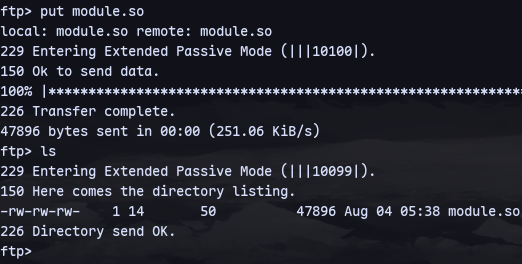 ftp> put module.so
local: module.so remote: module.so
229 Entering Extended Passive Mode (|||10100|).
150 Ok to send data.
100% |***********************************************************
226 Transfer complete.
47896 bytes sent in 00:00 (251.06 KiB/s)
ftp> ls
229 Entering Extended Passive Mode (|||10099|).
150 Here comes the directory listing.
-rw-rw-rw-    1 14       50          47896 Aug 04 05:38 module.so
226 Directory send OK.
ftp>